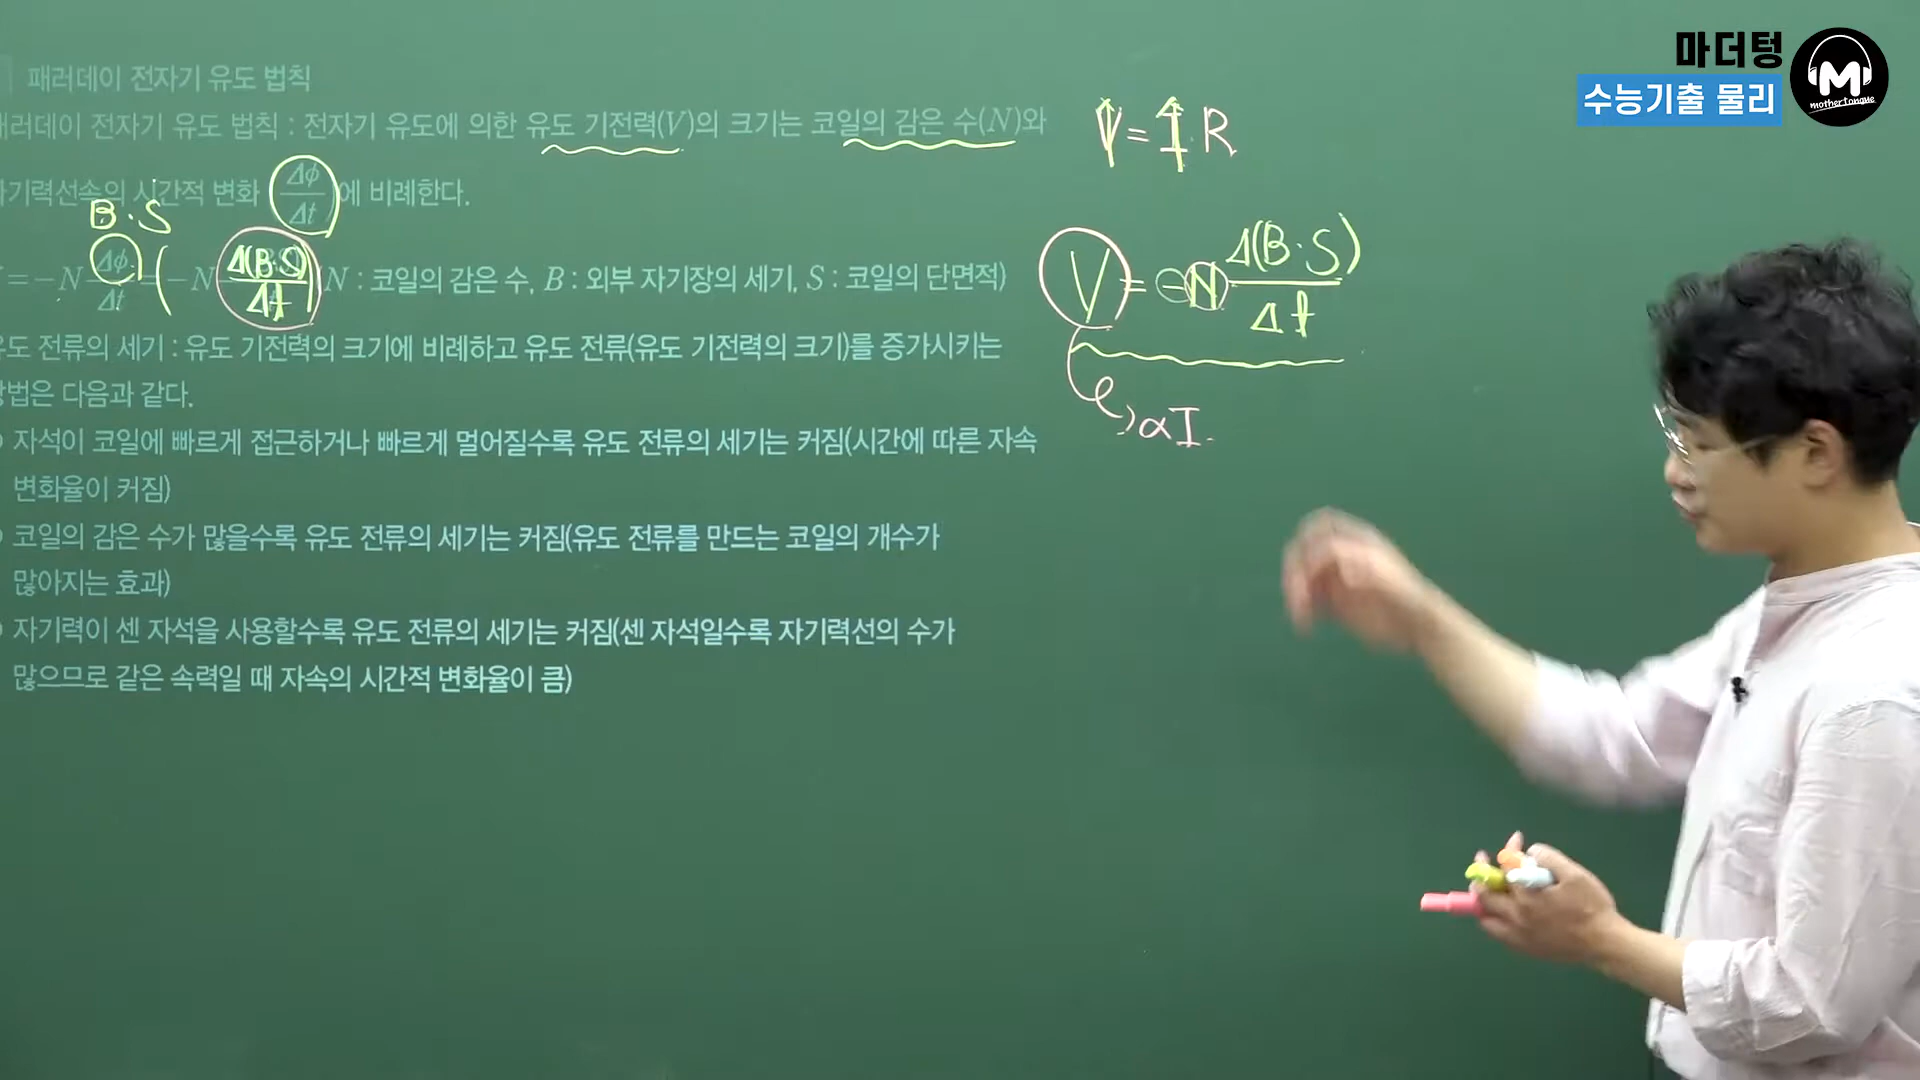 패러데이 전자기 유도 법칙
패러데이 전자기 유도 법칙 : 전자기 유도에 의한 유도 기전력(V)의 크기는 코일의 감은 수(N)와
자기력선속의 시간적 변화 (Δϕ/Δt)에 비례한다.
B·S
= −N Δϕ/Δt = −N Δ(B·S)/Δt (N : 코일의 감은 수, B : 외부 자기장의 세기, S : 코일의 단면적)
유도 전류의 세기 : 유도 기전력의 크기에 비례하고 유도 전류(유도 기전력의 크기)를 증가시키는
방법은 다음과 같다.
자석이 코일에 빠르게 접근하거나 빠르게 멀어질수록 유도 전류의 세기는 커짐(시간에 따른 자속
변화율이 커짐)
코일의 감은 수가 많을수록 유도 전류의 세기는 커짐(유도 전류를 만드는 코일의 개수가
많아지는 효과)
자기력이 센 자석을 사용할수록 유도 전류의 세기는 커짐(센 자석일수록 자기력선의 수가
많으므로 같은 속력일 때 자속의 시간적 변화율이 큼)
V = I R
V = −N Δ(B·S)/Δt
∝ I.
마더텅
수능기출 물리
M
mothertongue